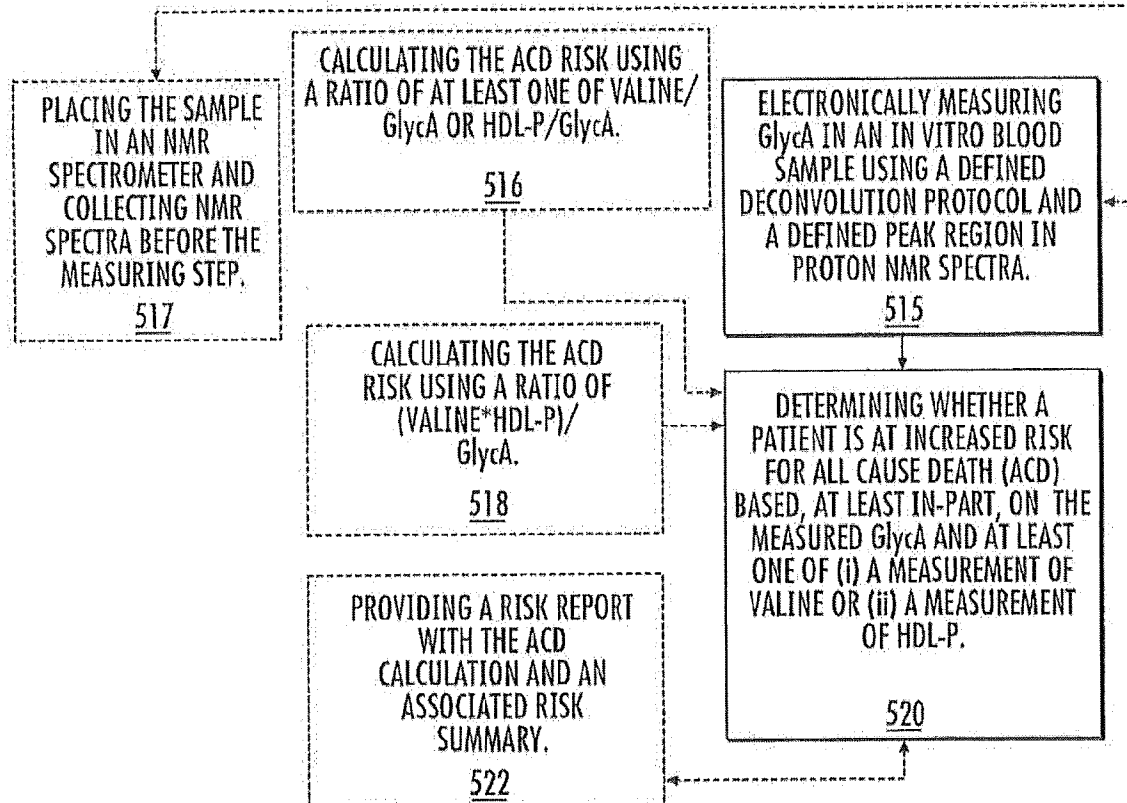 PLACING THE SAMPLE
IN AN NMR
SPECTROMETER AND
COLLECTING NMR
SPECTRA BEFORE THE
MEASURING STEP.
517
CALCULATING THE ACD RISK USING
A RATIO OF AT LEAST ONE OF VALINE/
GlycA OR HDL-P/GlycA.
516
ELECTRONICALLY MEASURING
GlycA IN AN IN VITRO BLOOD
SAMPLE USING A DEFINED
DECONVOLUTION PROTOCOL AND
A DEFINED PEAK REGION IN
PROTON NMR SPECTRA.
515
CALCULATING THE ACD
RISK USING A RATIO OF
(VALINE*HDL-P)/
GlycA.
518
DETERMINING WHETHER A
PATIENT IS AT INCREASED RISK
FOR ALL CAUSE DEATH (ACD)
BASED, AT LEAST IN-PART, ON THE
MEASURED GlycA AND AT LEAST
ONE OF (i) A MEASUREMENT OF
VALINE OR (ii) A MEASUREMENT
OF HDL-P.
520
PROVIDING A RISK REPORT
WITH THE ACD
CALCULATION AND AN
ASSOCIATED RISK
SUMMARY.
522